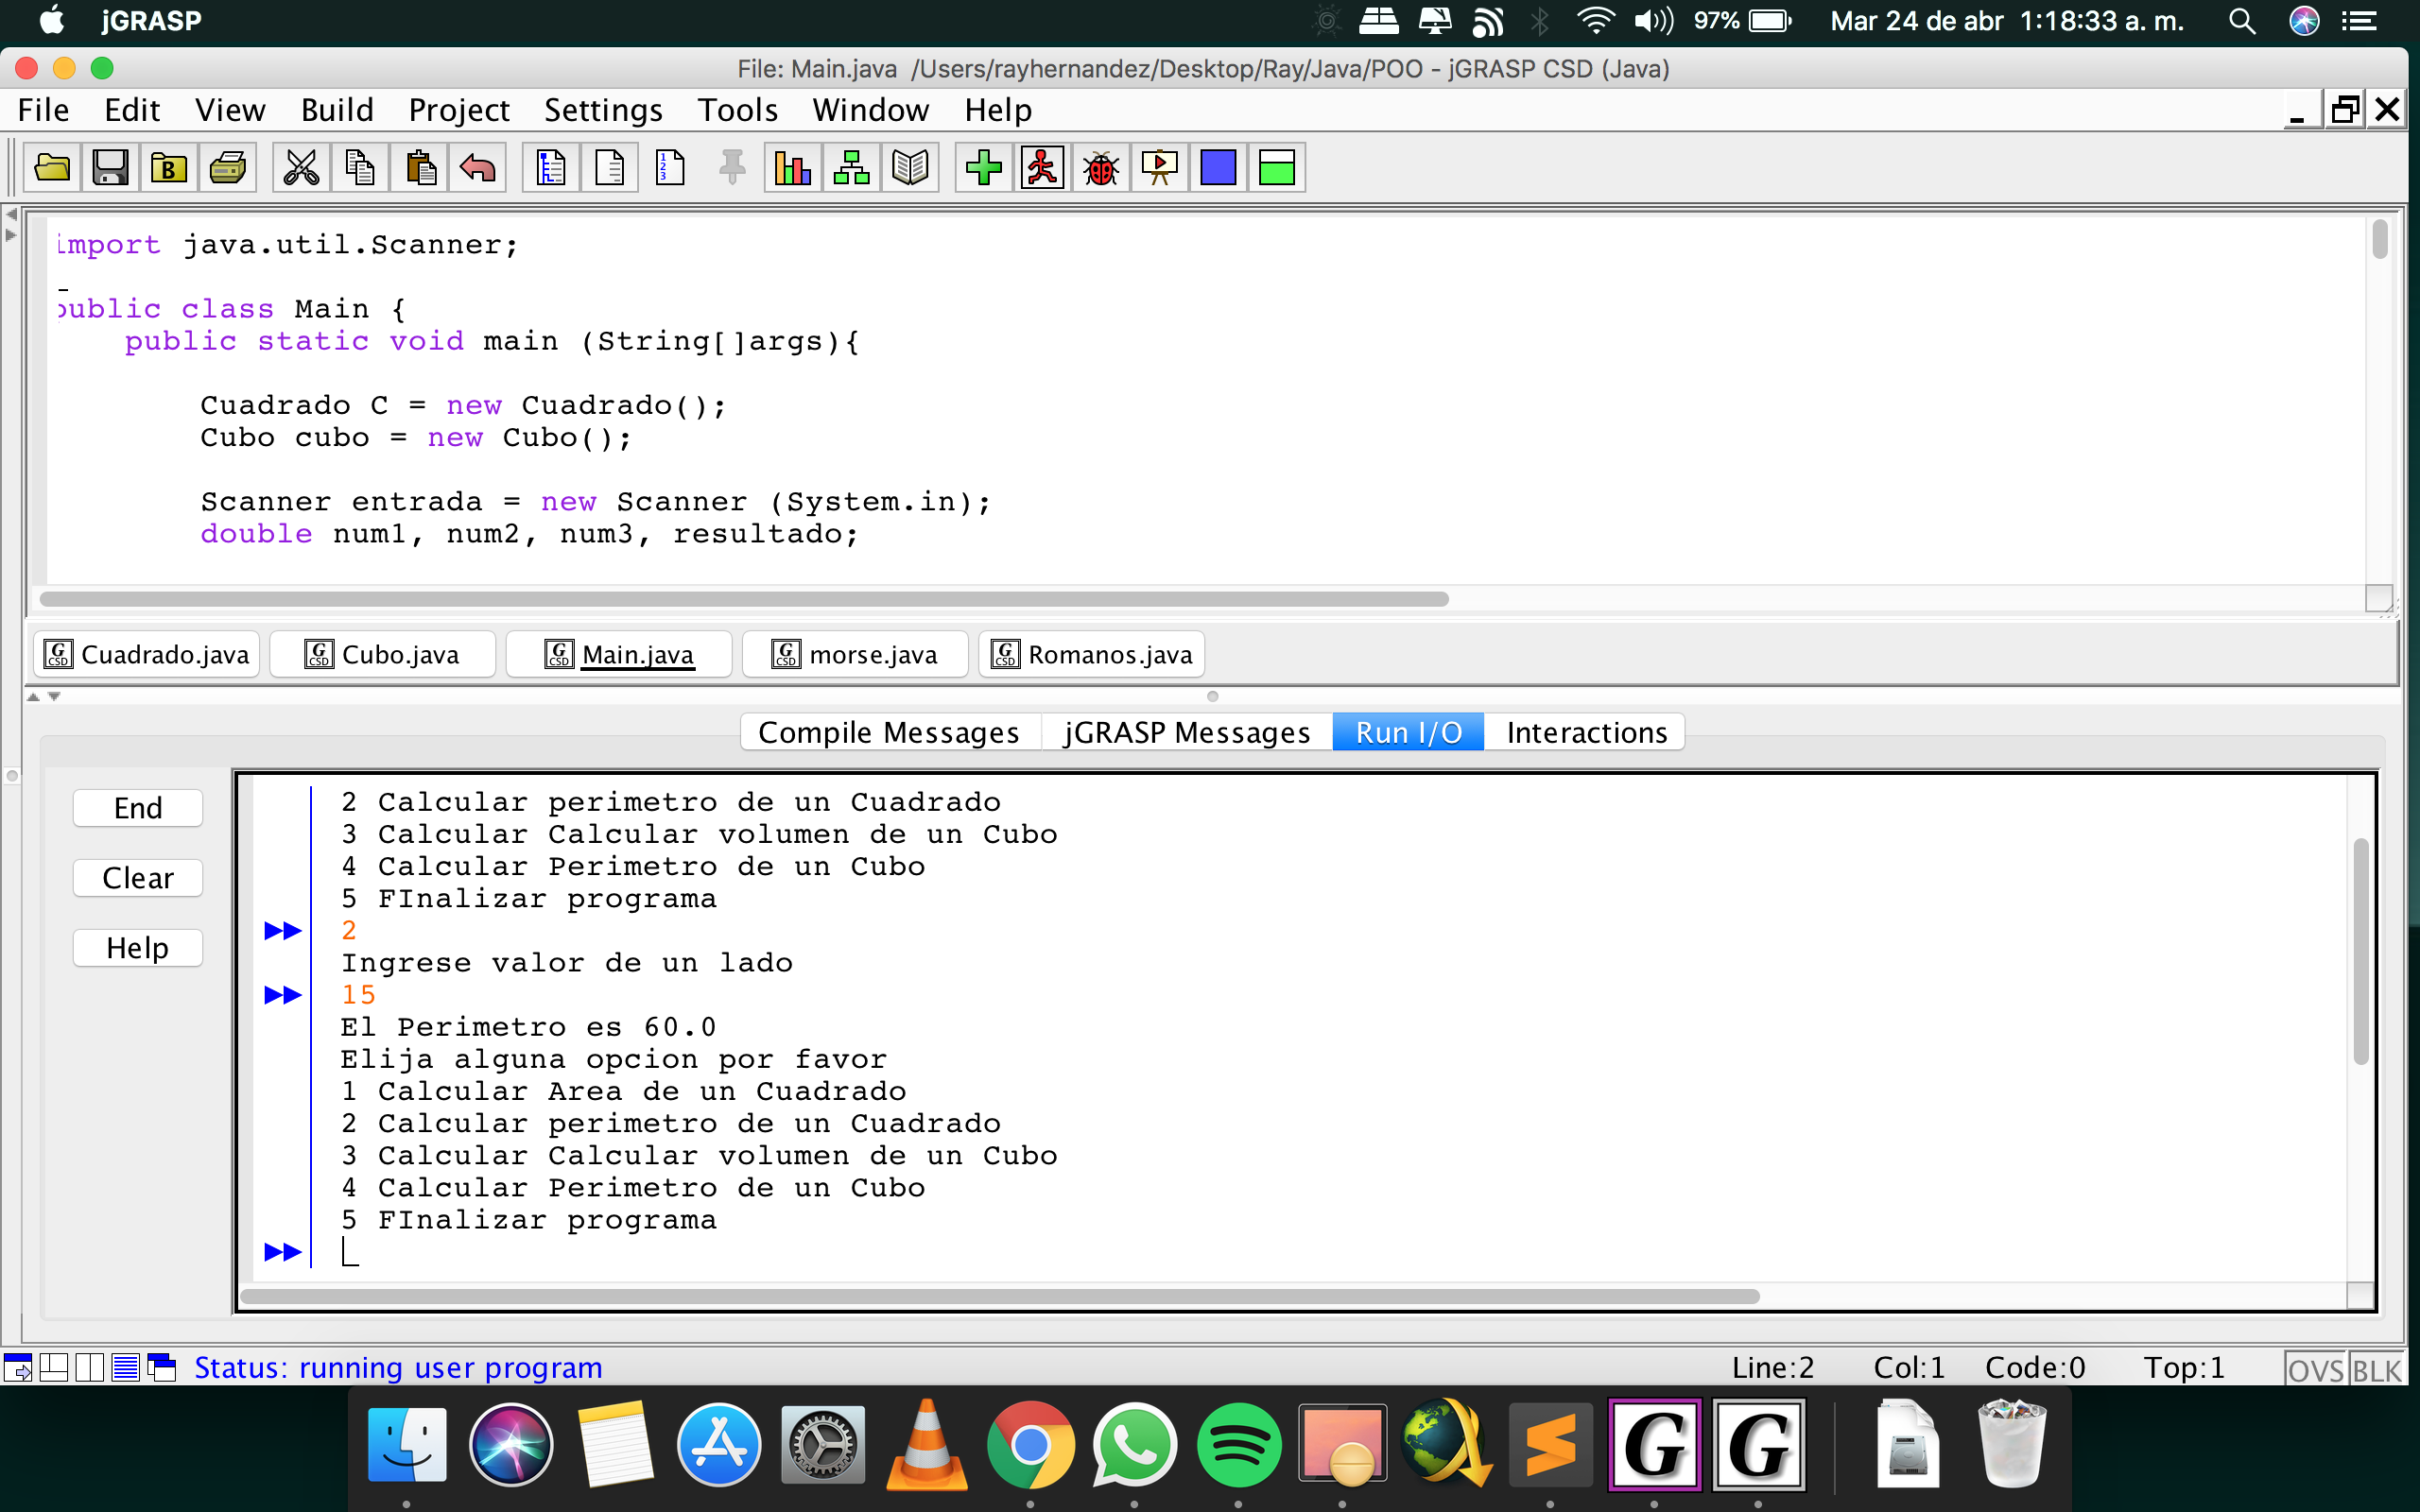 jGRASP 97% Mar 24 de abr 1:18:33 a. m.
File: Main.java /Users/rayhernandez/Desktop/Ray/Java/POO - jGRASP CSD (Java)
File Edit View Build Project Settings Tools Window Help
import java.util.Scanner;
public class Main {
public static void main (String[]args){
Cuadrado C = new Cuadrado();
Cubo cubo = new Cubo();
Scanner entrada = new Scanner (System.in);
double num1, num2, num3, resultado;
Cuadrado.java Cubo.java Main.java morse.java Romanos.java
Compile Messages jGRASP Messages Run I/O Interactions
End
Clear
Help
2 Calcular perimetro de un Cuadrado
3 Calcular Calcular volumen de un Cubo
4 Calcular Perimetro de un Cubo
5 FInalizar programa
2
Ingrese valor de un lado
15
El Perimetro es 60.0
Elija alguna opcion por favor
1 Calcular Area de un Cuadrado
2 Calcular perimetro de un Cuadrado
3 Calcular Calcular volumen de un Cubo
4 Calcular Perimetro de un Cubo
5 FInalizar programa
Status: running user program Line:2 Col:1 Code:0 Top:1 OVS BLK